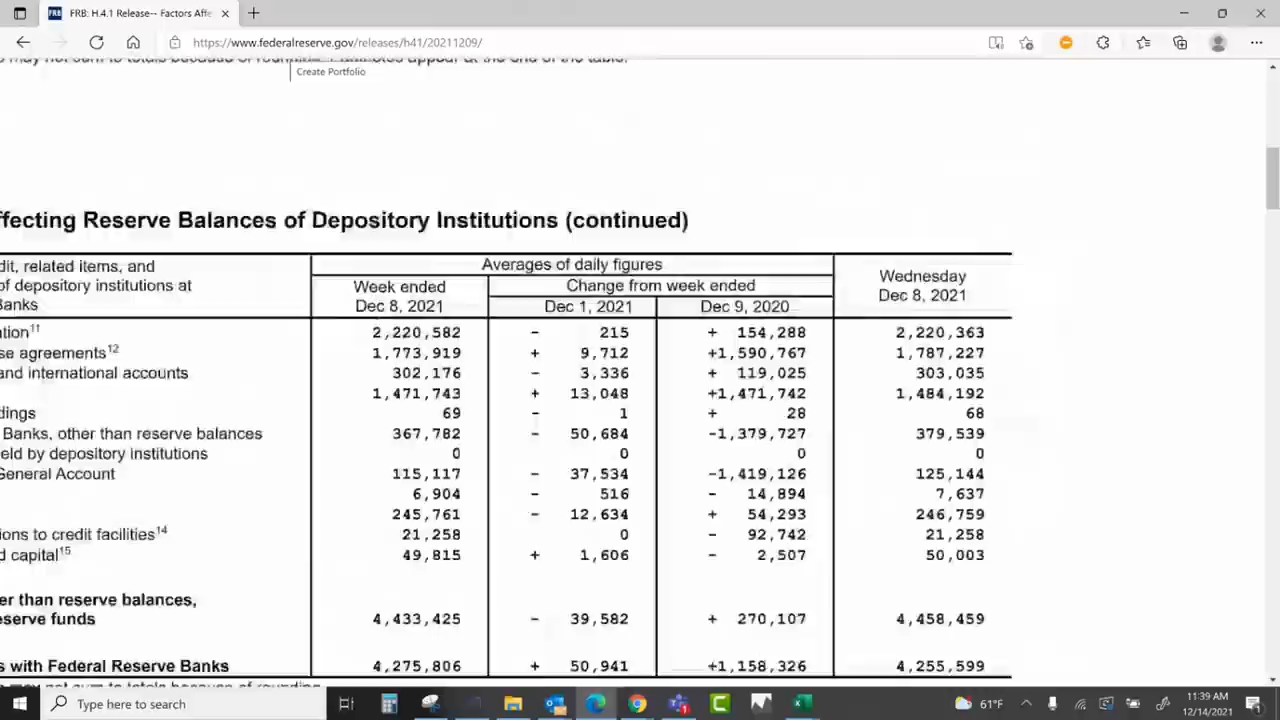 FRB: H.4.1 Release-- Factors Affe
https://www.federalreserve.gov/releases/h41/20211209/
Create Portfolio
ffecting Reserve Balances of Depository Institutions (continued)
dit, related items, and
of depository institutions at
Banks
Averages of daily figures
Week ended
Dec 8, 2021
Change from week ended
Dec 1, 2021
Dec 9, 2020
Wednesday
Dec 8, 2021
ation11 2,220,582 - 215 + 154,288 2,220,363
se agreements12 1,773,919 + 9,712 +1,590,767 1,787,227
and international accounts 302,176 - 3,336 + 119,025 303,035
1,471,743 + 13,048 +1,471,742 1,484,192
dings 69 - 1 + 28 68
Banks, other than reserve balances 367,782 - 50,684 -1,379,727 379,539
eld by depository institutions 0 0 0 0
General Account 115,117 - 37,534 -1,419,126 125,144
6,904 - 516 - 14,894 7,637
245,761 - 12,634 + 54,293 246,759
ions to credit facilities14 21,258 0 - 92,742 21,258
d capital15 49,815 + 1,606 - 2,507 50,003
er than reserve balances,
eserve funds 4,433,425 - 39,582 + 270,107 4,458,459
s with Federal Reserve Banks 4,275,806 + 50,941 +1,158,326 4,255,599
Type here to search
61°F
11:39 AM
12/14/2021